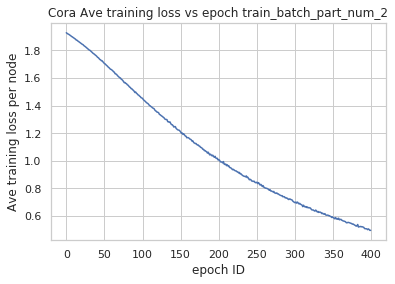 Cora Ave training loss vs epoch train_batch_part_num_2
Ave training loss per node
1.8
1.6
1.4
1.2
1.0
0.8
0.6
0 50 100 150 200 250 300 350 400
epoch ID